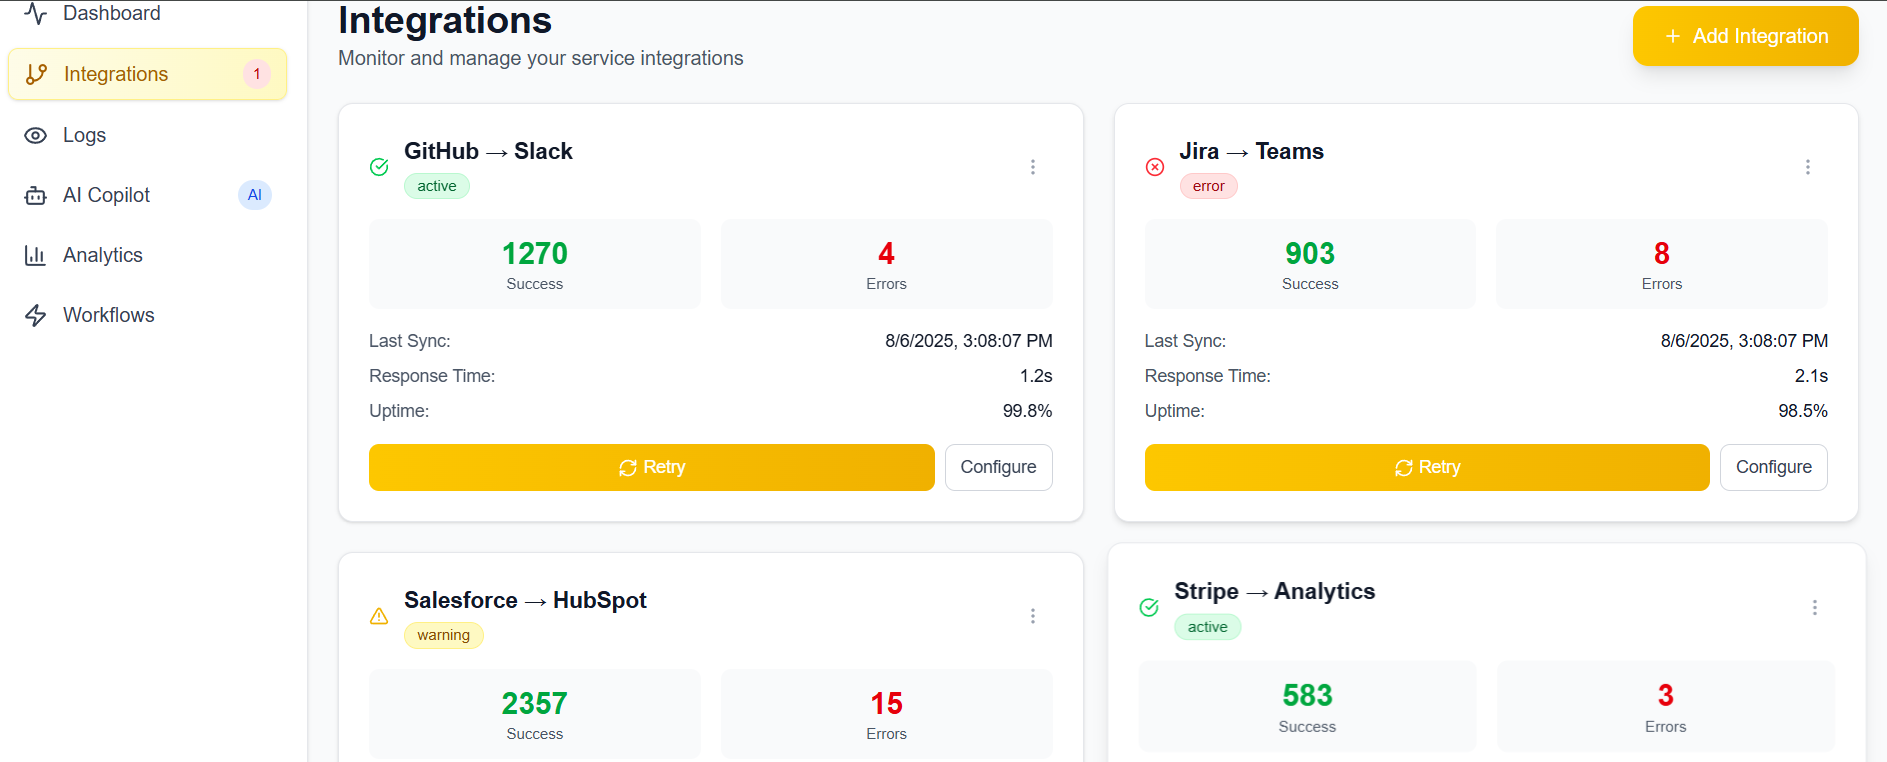 Dashboard
Integrations 1
Logs
AI Copilot AI
Analytics
Workflows
Integrations
Monitor and manage your service integrations
+ Add Integration
GitHub → Slack
active
1270
Success
4
Errors
Last Sync: 8/6/2025, 3:08:07 PM
Response Time: 1.2s
Uptime: 99.8%
Retry
Configure
Jira → Teams
error
903
Success
8
Errors
Last Sync: 8/6/2025, 3:08:07 PM
Response Time: 2.1s
Uptime: 98.5%
Retry
Configure
Salesforce → HubSpot
warning
2357
Success
15
Errors
Stripe → Analytics
active
583
Success
3
Errors